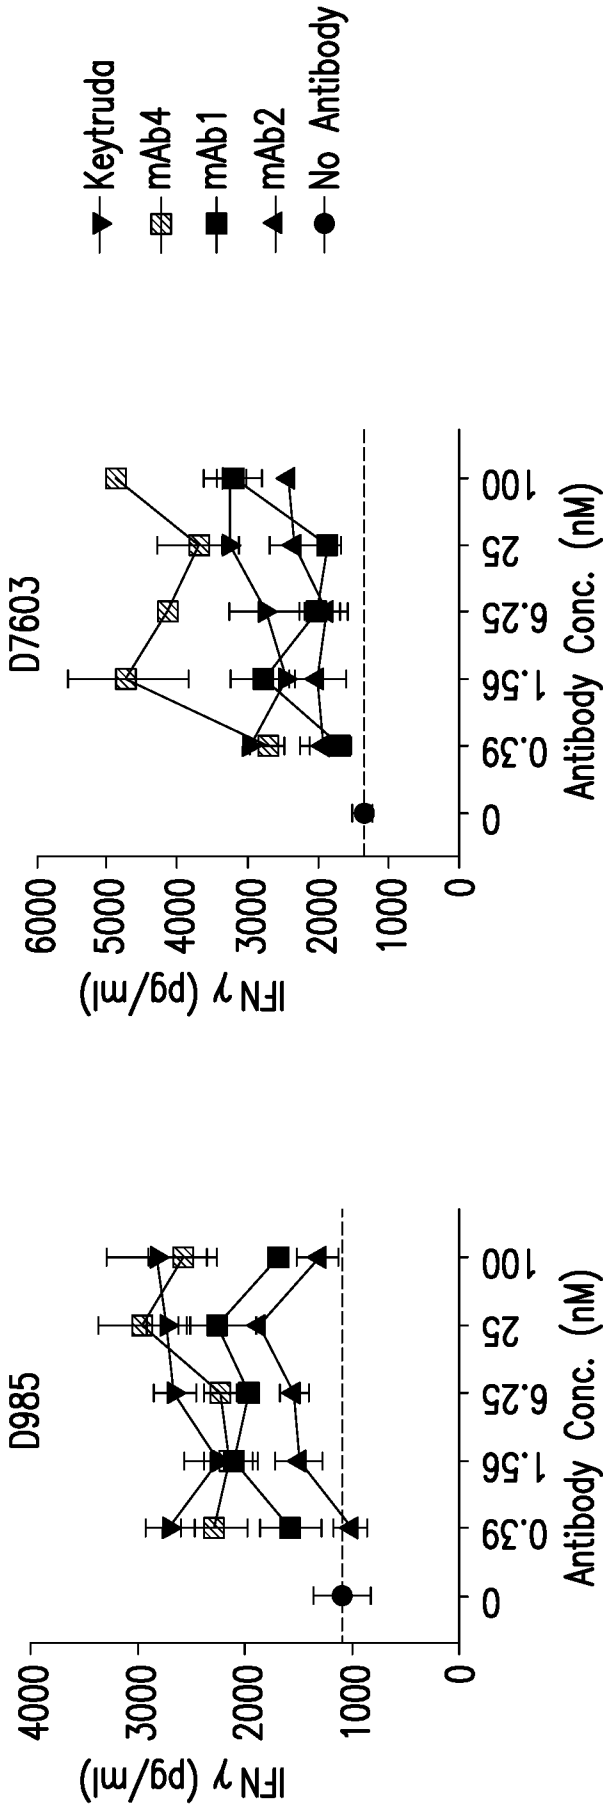 D985
IFN γ (pg/ml)
4000
3000
2000
1000
0
0
0.39
1.56
6.25
25
100
Antibody Conc. (nM)
D7603
IFN γ (pg/ml)
6000
5000
4000
3000
2000
1000
0
0
0.39
1.56
6.25
25
100
Antibody Conc. (nM)
Keytruda
mAb4
mAb1
mAb2
No Antibody